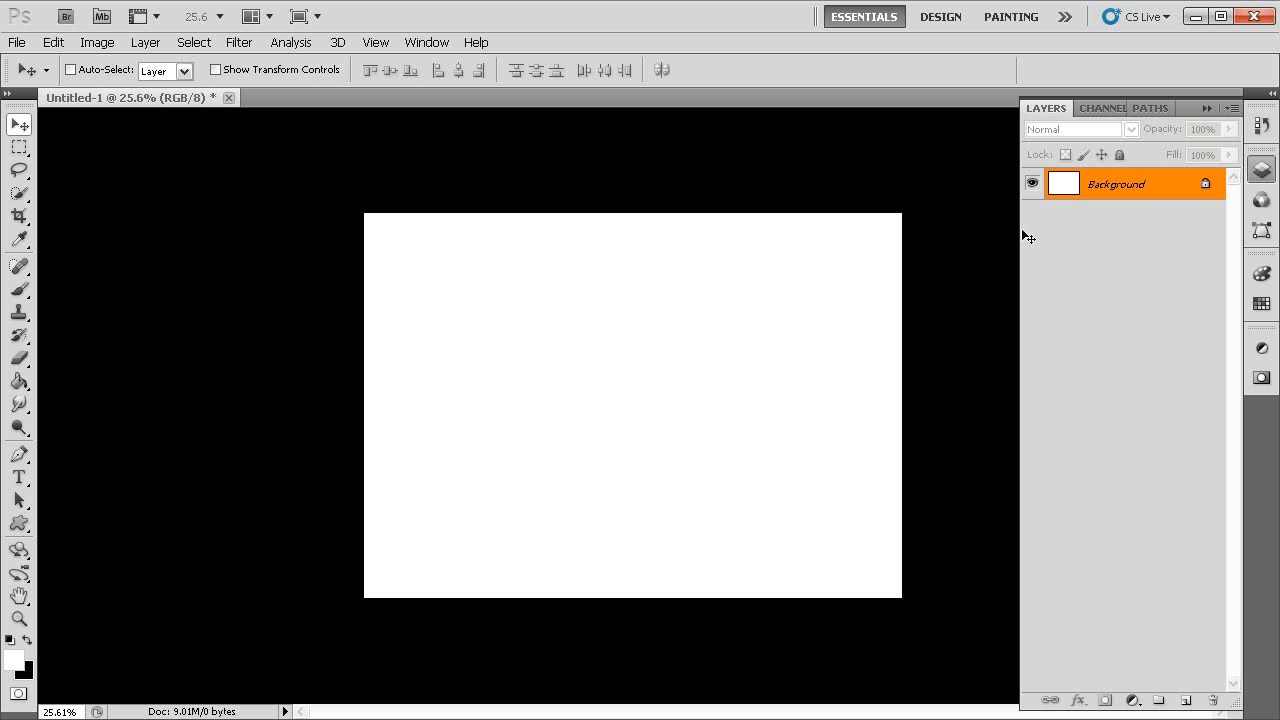 Ps Br Mb 25.6 ESSENTIALS DESIGN PAINTING CS Live
File Edit Image Layer Select Filter Analysis 3D View Window Help
Auto-Select: Layer Show Transform Controls
Untitled-1 @ 25.6% (RGB/8) *
LAYERS CHANNEL PATHS
Normal Opacity: 100%
Lock: Fill: 100%
Background
T
fx
25.61% Doc: 9.01M/0 bytes